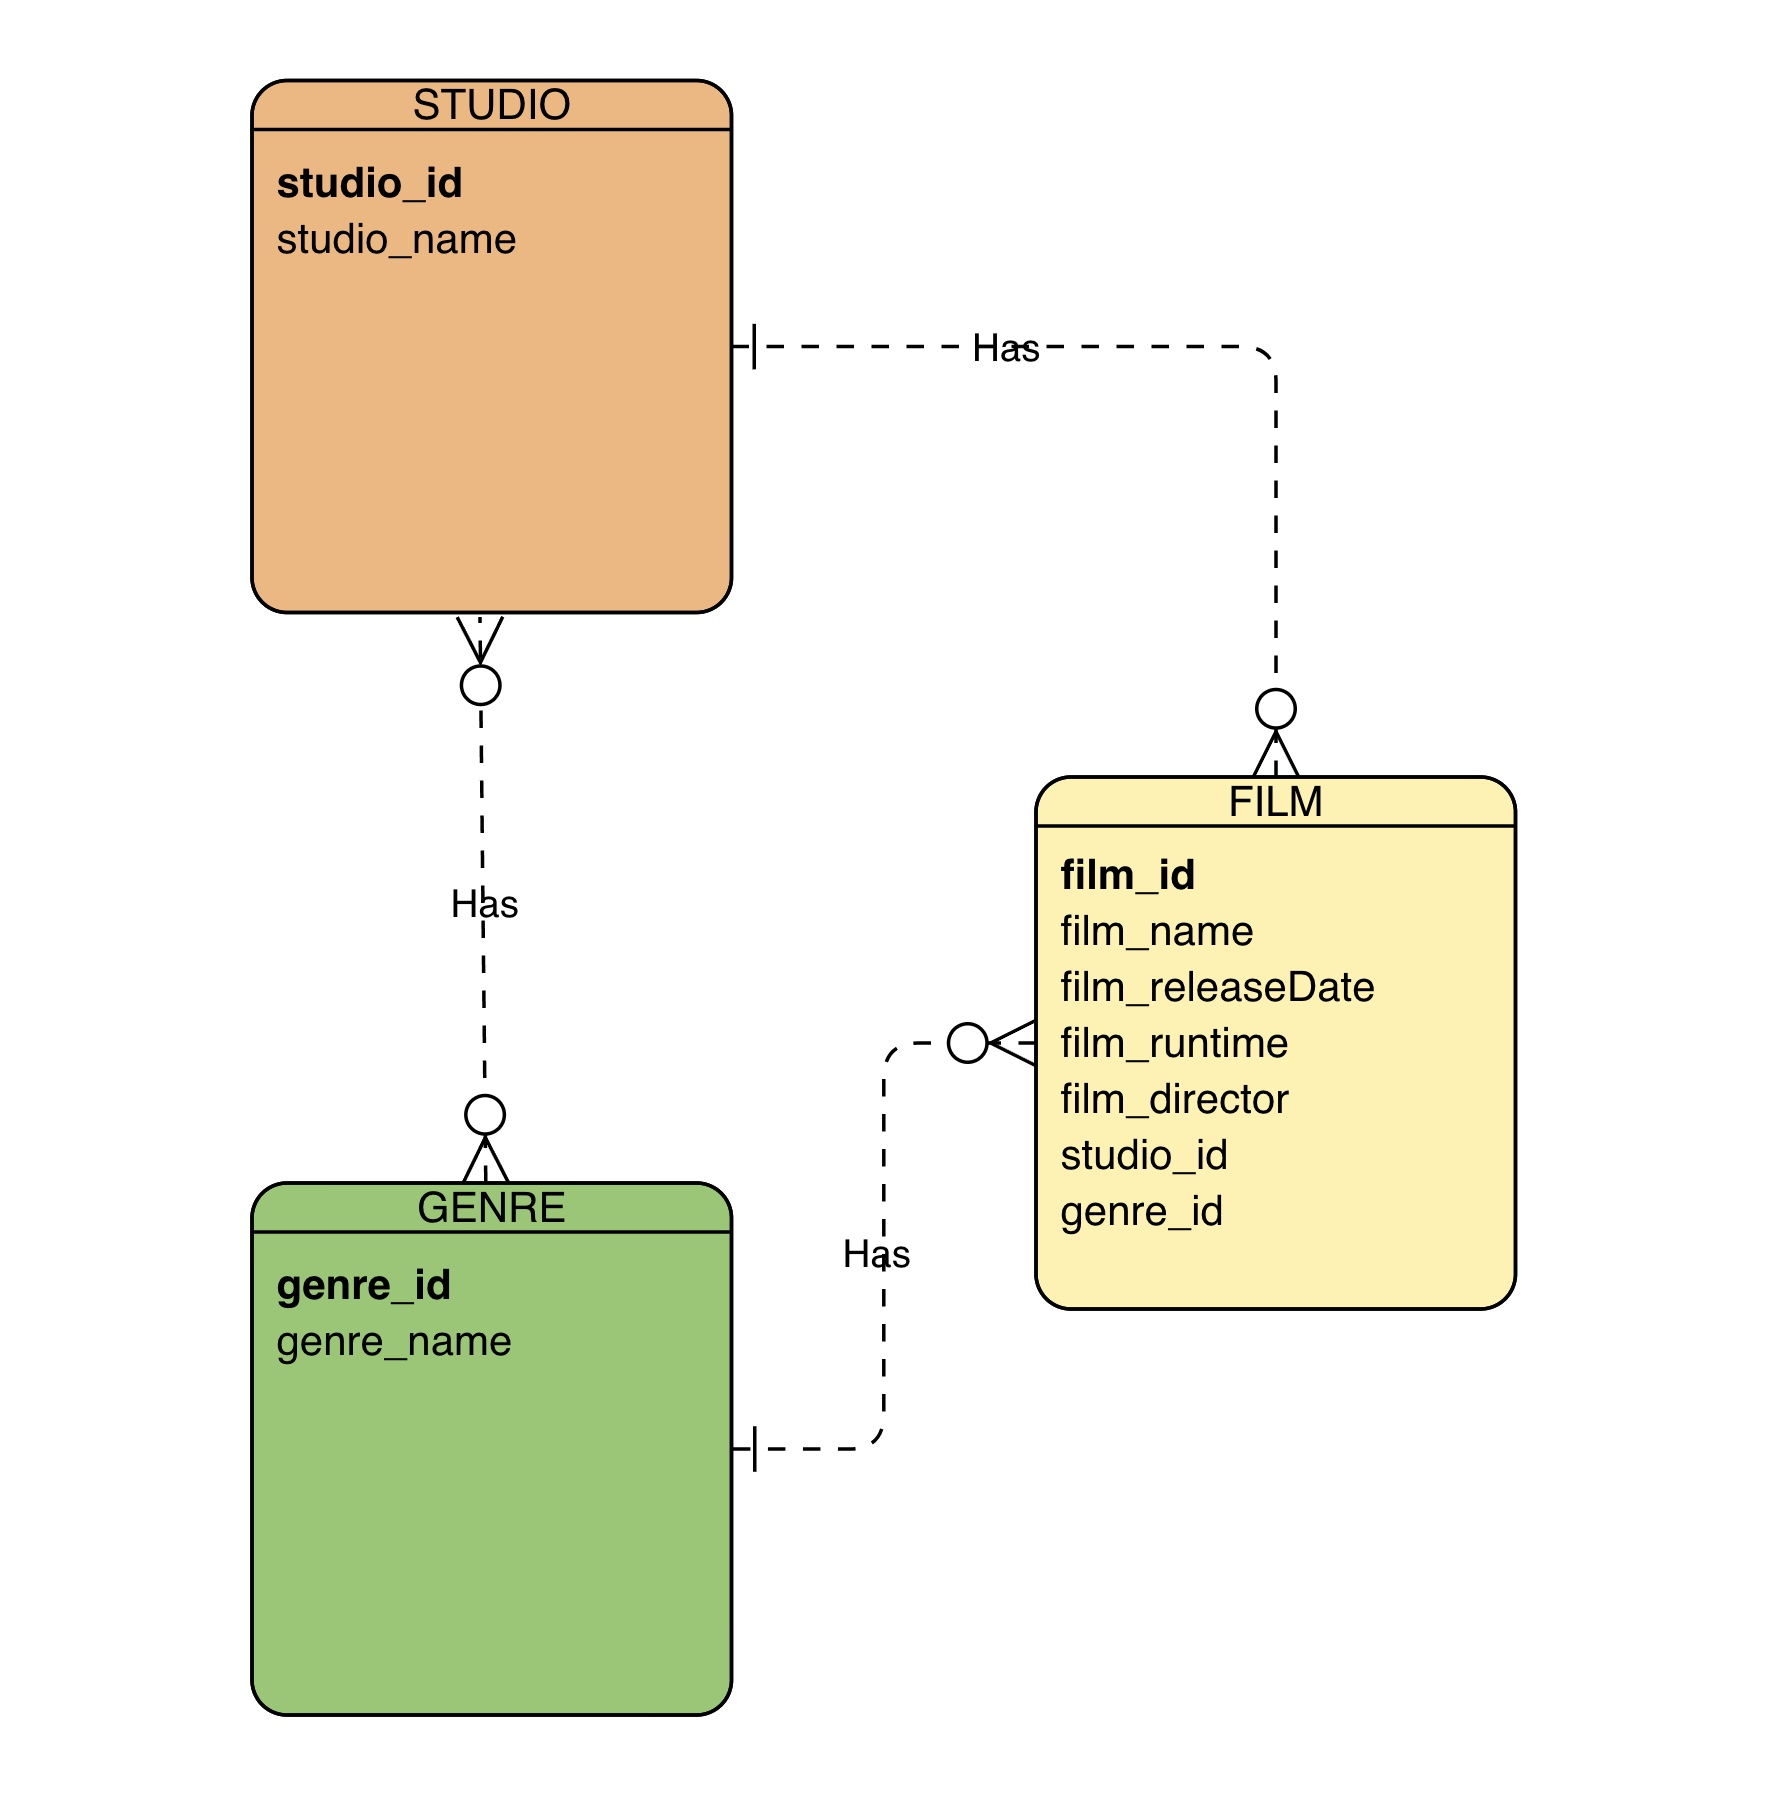 STUDIO
studio_id
studio_name
Has
Has
FILM
film_id
film_name
film_releaseDate
film_runtime
film_director
studio_id
genre_id
Has
GENRE
genre_id
genre_name